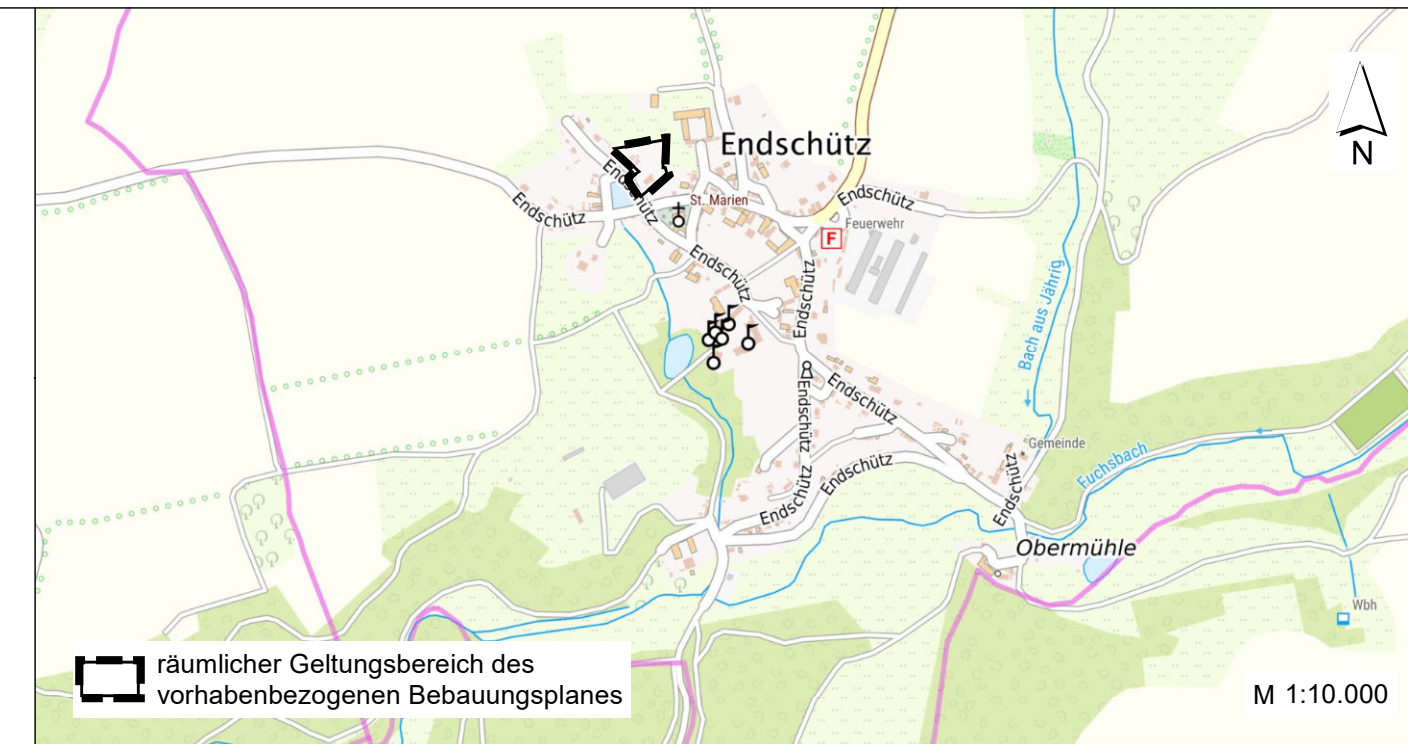 Endschütz
N
Endschütz
St. Marien
Endschütz
Endschütz
Endschütz
Feuerwehr
F
Endschütz
Endschütz
Bach aus Jährig
Endschütz
Endschütz
Gemeinde
Endschütz
Fuchsbach
Endschütz
Endschütz
Obermühle
Wbh
räumlicher Geltungsbereich des
vorhabenbezogenen Bebauungsplanes
M 1:10.000